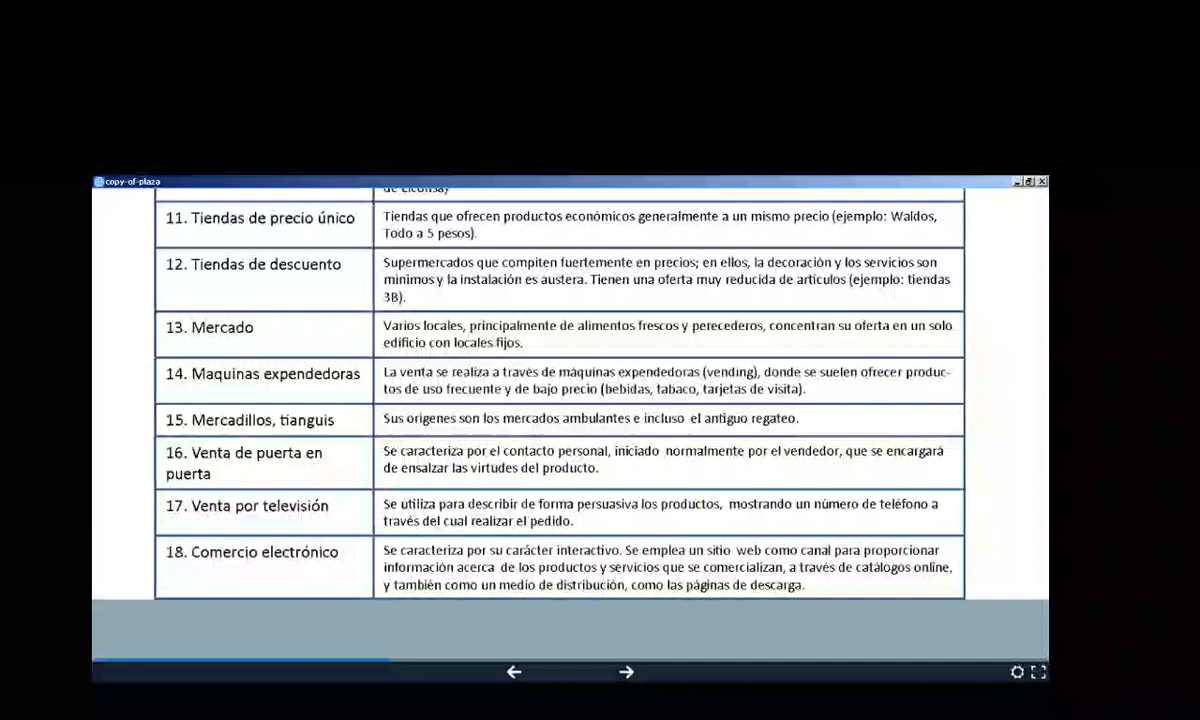 copy-of-plaza
de Liconsa)
11. Tiendas de precio único
Tiendas que ofrecen productos económicos generalmente a un mismo precio (ejemplo: Waldos,
Todo a 5 pesos).
12. Tiendas de descuento
Supermercados que compiten fuertemente en precios; en ellos, la decoración y los servicios son
mínimos y la instalación es austera. Tienen una oferta muy reducida de artículos (ejemplo: tiendas
3B).
13. Mercado
Varios locales, principalmente de alimentos frescos y perecederos, concentran su oferta en un solo
edificio con locales fijos.
14. Maquinas expendedoras
La venta se realiza a través de máquinas expendedoras (vending), donde se suelen ofrecer produc-
tos de uso frecuente y de bajo precio (bebidas, tabaco, tarjetas de visita).
15. Mercadillos, tianguis
Sus orígenes son los mercados ambulantes e incluso el antiguo regateo.
16. Venta de puerta en
puerta
Se caracteriza por el contacto personal, iniciado normalmente por el vendedor, que se encargará
de ensalzar las virtudes del producto.
17. Venta por televisión
Se utiliza para describir de forma persuasiva los productos, mostrando un número de teléfono a
través del cual realizar el pedido.
18. Comercio electrónico
Se caracteriza por su carácter interactivo. Se emplea un sitio web como canal para proporcionar
información acerca de los productos y servicios que se comercializan, a través de catálogos online,
y también como un medio de distribución, como las páginas de descarga.